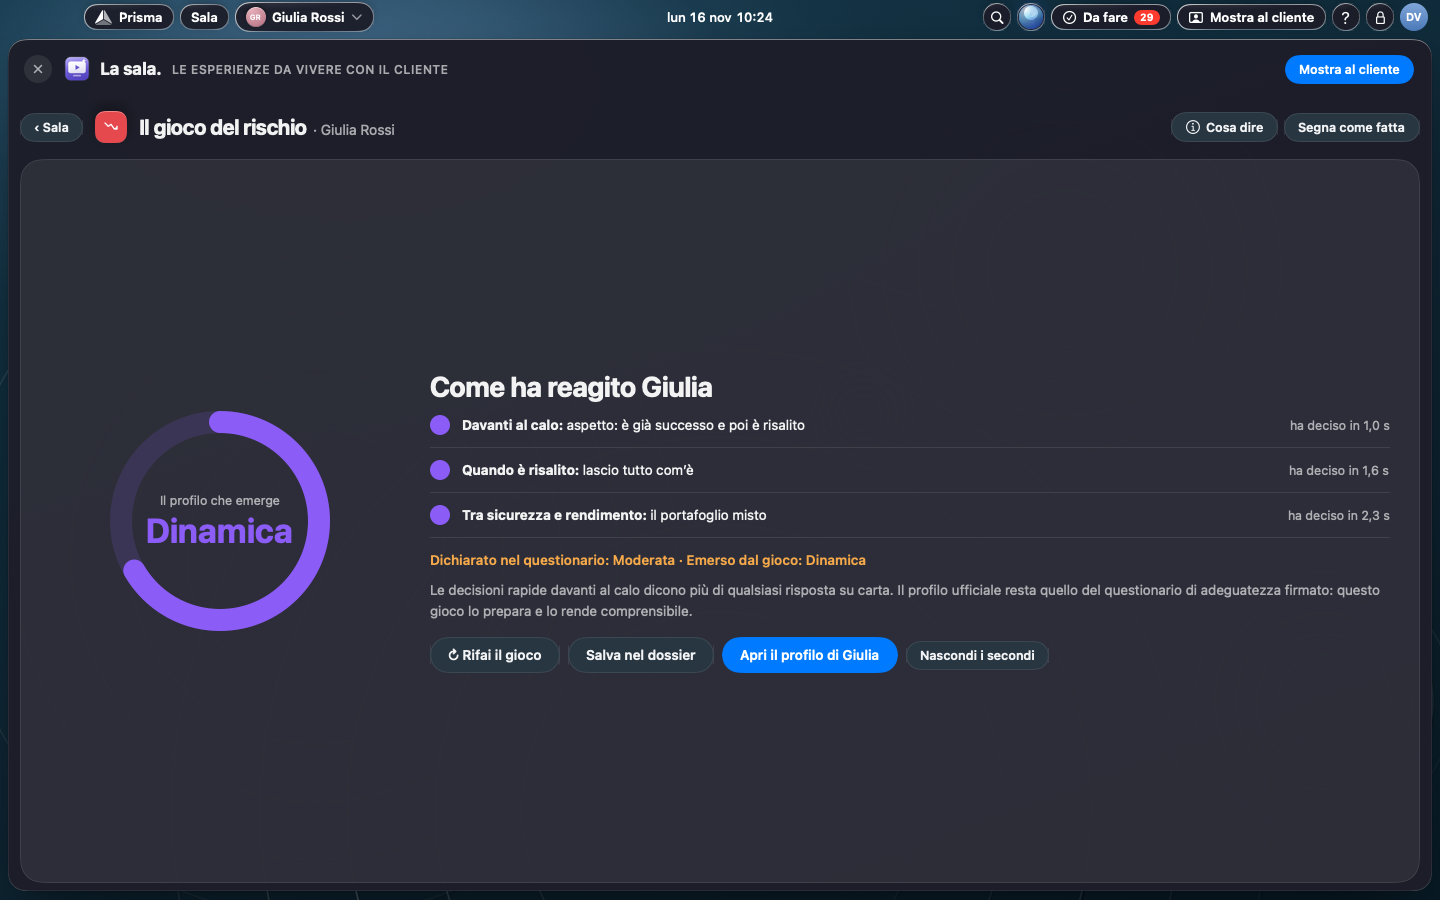 Prisma
Sala
GR Giulia Rossi
lun 16 nov 10:24
Da fare 29
Mostra al cliente
?
DV
La sala. LE ESPERIENZE DA VIVERE CON IL CLIENTE
Mostra al cliente
‹ Sala
Il gioco del rischio · Giulia Rossi
Cosa dire
Segna come fatta
Il profilo che emerge
Dinamica
Come ha reagito Giulia
Davanti al calo: aspetto: è già successo e poi è risalito
ha deciso in 1,0 s
Quando è risalito: lascio tutto com'è
ha deciso in 1,6 s
Tra sicurezza e rendimento: il portafoglio misto
ha deciso in 2,3 s
Dichiarato nel questionario: Moderata · Emerso dal gioco: Dinamica
Le decisioni rapide davanti al calo dicono più di qualsiasi risposta su carta. Il profilo ufficiale resta quello del questionario di adeguatezza firmato: questo
gioco lo prepara e lo rende comprensibile.
↻ Rifai il gioco
Salva nel dossier
Apri il profilo di Giulia
Nascondi i secondi